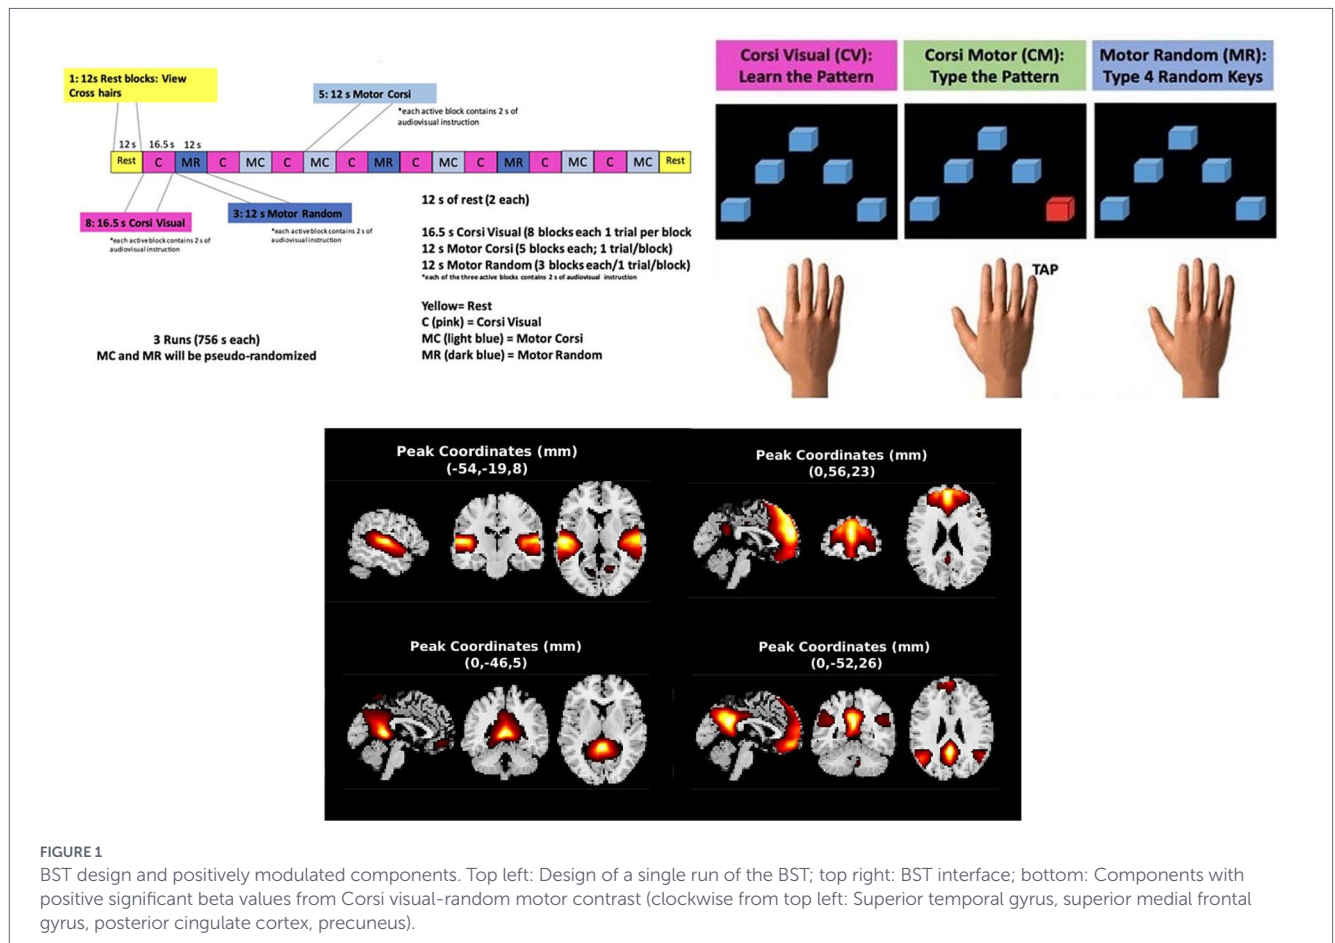 1: 12s Rest blocks: View
Cross hairs
5: 12 s Motor Corsi
*each active block contains 2 s of
audiovisual instruction
12 s 16.5 s 12 s
Rest C MR C MC C MC C MR C MC C MR C MC C MC Rest
8: 16.5 s Corsi Visual
*each active block contains 2 s of
audiovisual instruction
3: 12 s Motor Random
*each active block contains 2 s of
audiovisual instruction
12 s of rest (2 each)
16.5 s Corsi Visual (8 blocks each 1 trial per block
12 s Motor Corsi (5 blocks each; 1 trial/block)
12 s Motor Random (3 blocks each/1 trial/block)
*each of the three active blocks contains 2 s of audiovisual instruction
Yellow= Rest
C (pink) = Corsi Visual
MC (light blue) = Motor Corsi
MR (dark blue) = Motor Random
3 Runs (756 s each)
MC and MR will be pseudo-randomized
Corsi Visual (CV):
Learn the Pattern
Corsi Motor (CM):
Type the Pattern
Motor Random (MR):
Type 4 Random Keys
TAP
Peak Coordinates (mm)
(-54,-19,8)
Peak Coordinates (mm)
(0,56,23)
Peak Coordinates (mm)
(0,-46,5)
Peak Coordinates (mm)
(0,-52,26)
FIGURE 1
BST design and positively modulated components. Top left: Design of a single run of the BST; top right: BST interface; bottom: Components with
positive significant beta values from Corsi visual-random motor contrast (clockwise from top left: Superior temporal gyrus, superior medial frontal
gyrus, posterior cingulate cortex, precuneus).